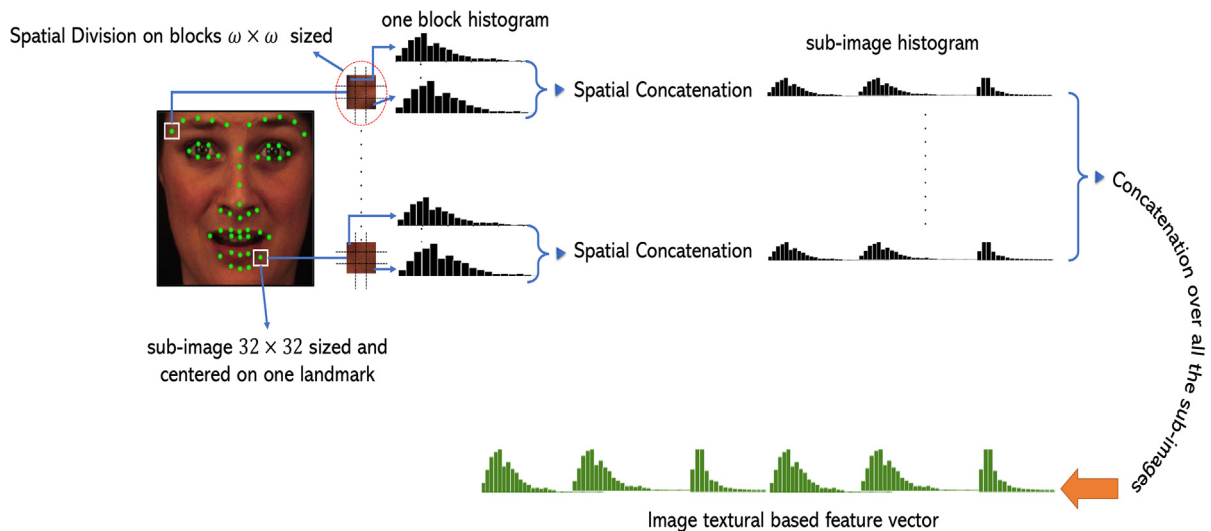 one block histogram
Spatial Division on blocks ω × ω sized
sub-image histogram
Spatial Concatenation
Spatial Concatenation
Concatenation over all the sub-images
sub-image 32 × 32 sized and
centered on one landmark
Image textural based feature vector